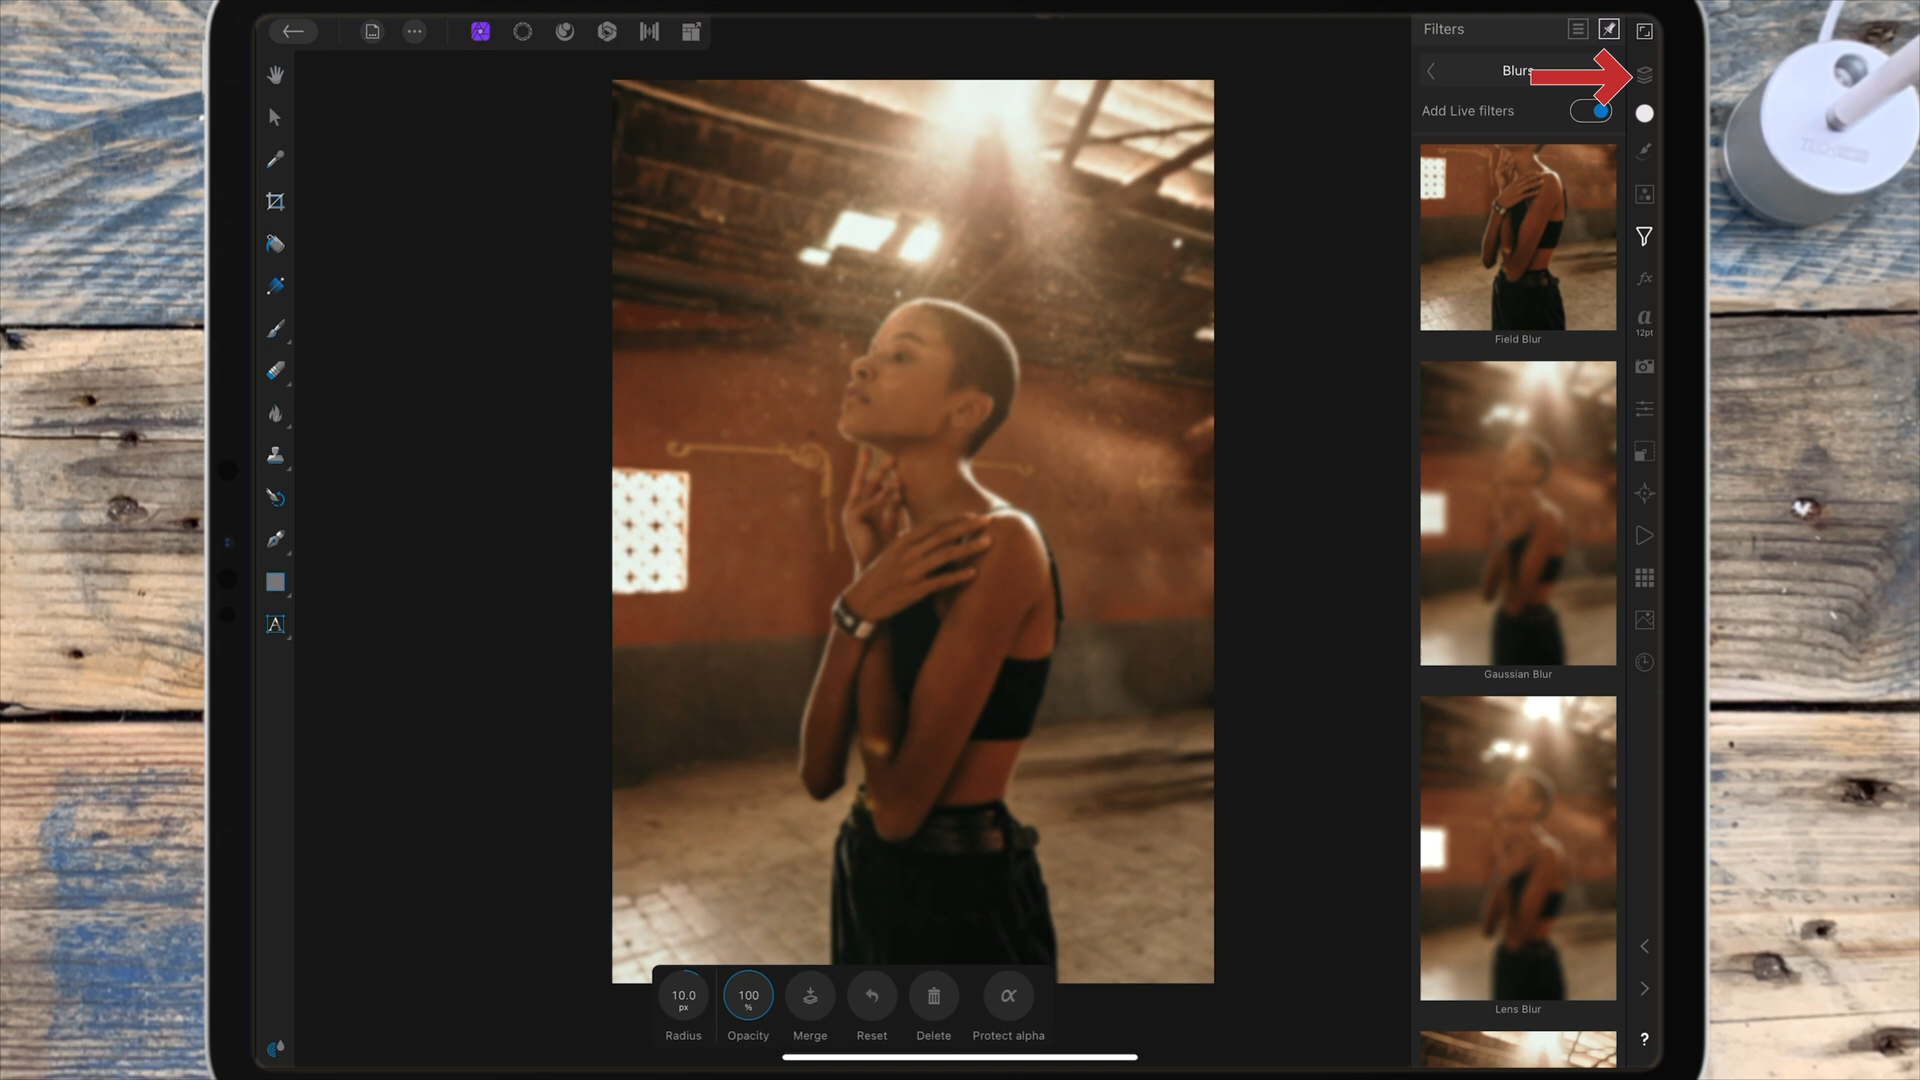 Filters
Blurs
Add Live filters
Field Blur
a
12pt
fx
Gaussian Blur
Lens Blur
A
10.0
px
Radius
100
%
Opacity
Merge
Reset
Delete
α
Protect alpha
?